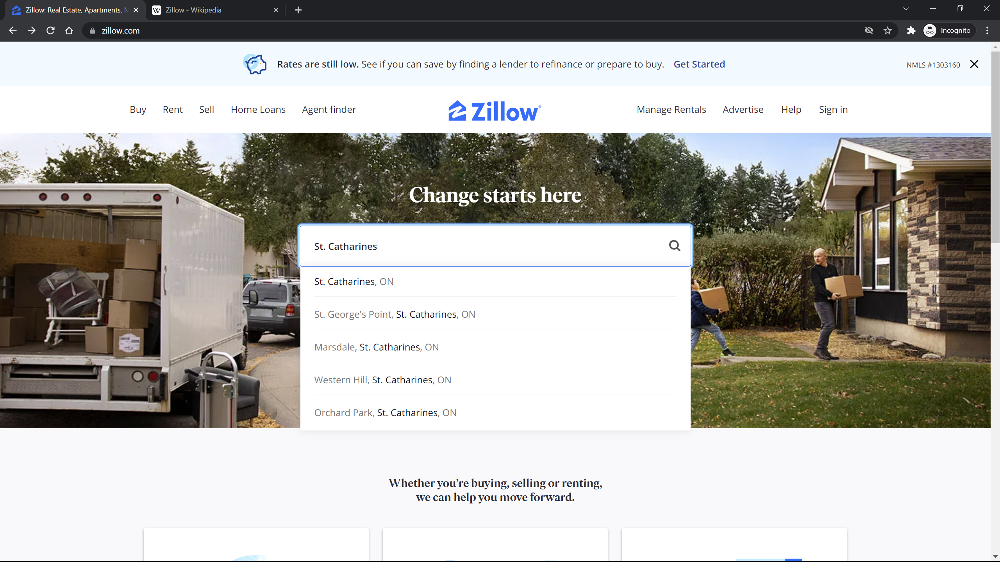 Zillow: Real Estate, Apartments, M
Zillow - Wikipedia
zillow.com
Incognito
Rates are still low. See if you can save by finding a lender to refinance or prepare to buy. Get Started
NMLS #1303160
Buy Rent Sell Home Loans Agent finder
Zillow®
Manage Rentals Advertise Help Sign in
Change starts here
St. Catharines
St. Catharines, ON
St. George's Point, St. Catharines, ON
Marsdale, St. Catharines, ON
Western Hill, St. Catharines, ON
Orchard Park, St. Catharines, ON
Whether you’re buying, selling or renting,
we can help you move forward.